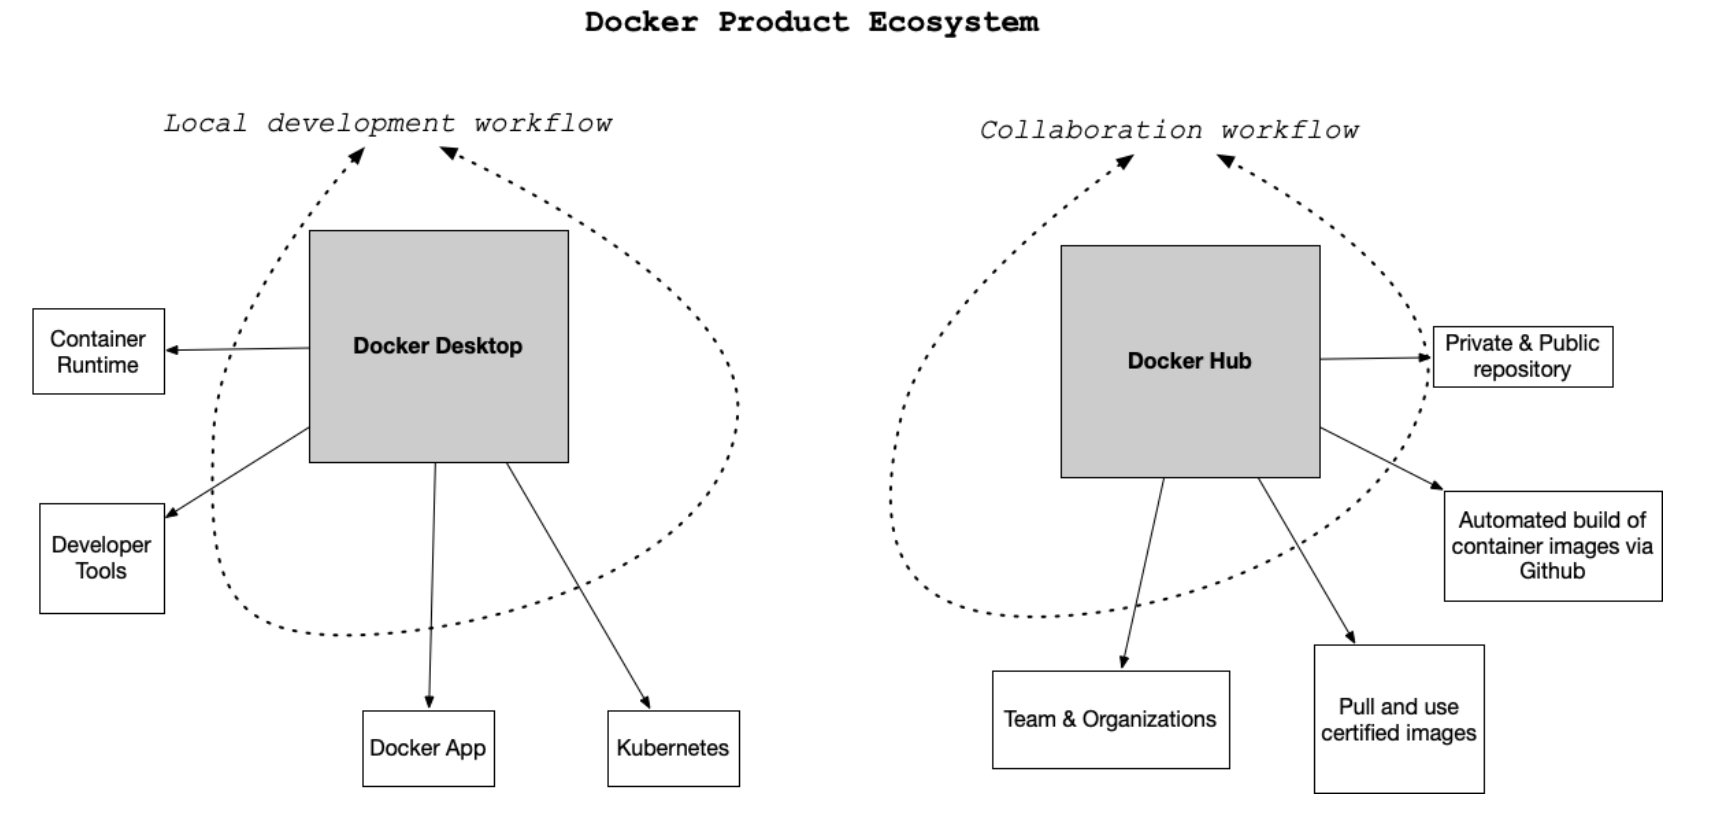 Docker Product Ecosystem
Local development workflow
Collaboration workflow
Docker Desktop
Container
Runtime
Developer
Tools
Docker App
Kubernetes
Docker Hub
Private & Public
repository
Automated build of
container images via
Github
Team & Organizations
Pull and use
certified images